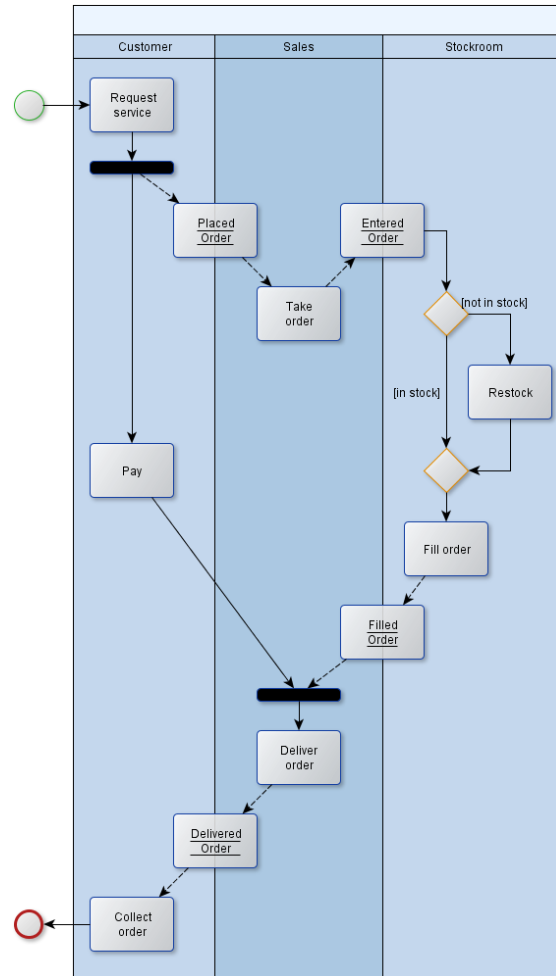 Customer
Sales
Stockroom
Request
service
Placed
Order
Entered
Order
Take
order
[not in stock]
[in stock]
Restock
Pay
Fill order
Filled
Order
Deliver
order
Delivered
Order
Collect
order